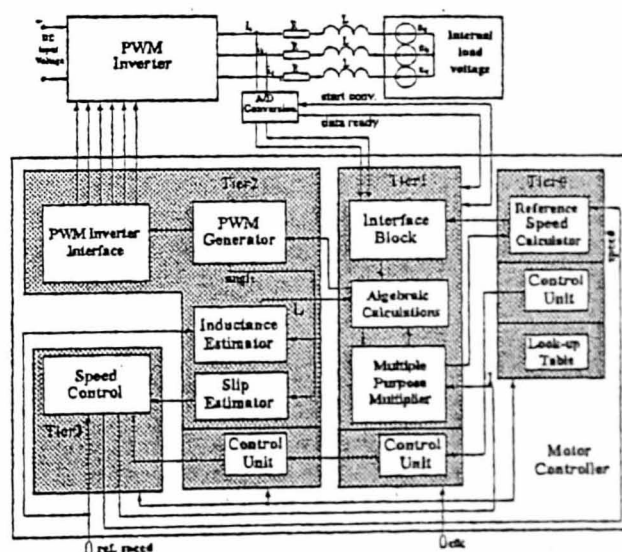 DC
Input
Voltage
PWM
Inverter
R
L
R
L
R
L
Internal
load
voltage
A/D
Conversion
start conv.
data ready
Tier2
Tier1
PWM Inverter
Interface
PWM
Generator
Interface
Block
Reference
Speed
Calculator
speed
angle
Algebraic
Calculations
Control
Unit
Inductance
Estimator
L
Look-up
Table
Speed
Control
Slip
Estimator
Multiple
Purpose
Multiplier
Tier3
Control
Unit
Control
Unit
Motor
Controller
ref. speed
clk